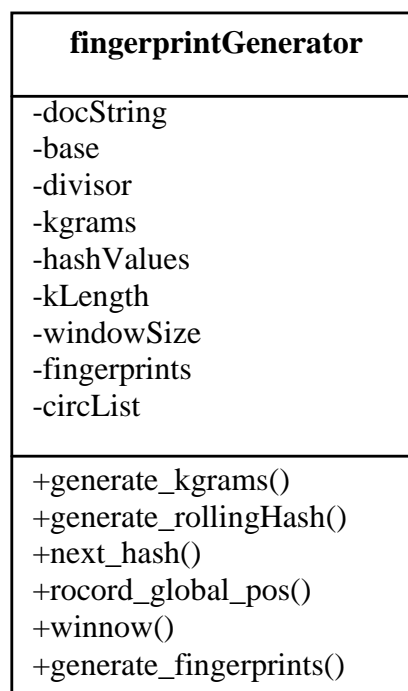 fingerprintGenerator
-docString
-base
-divisor
-kgrams
-hashValues
-kLength
-windowSize
-fingerprints
-circList
+generate_kgrams()
+generate_rollingHash()
+next_hash()
+rocord_global_pos()
+winnow()
+generate_fingerprints()